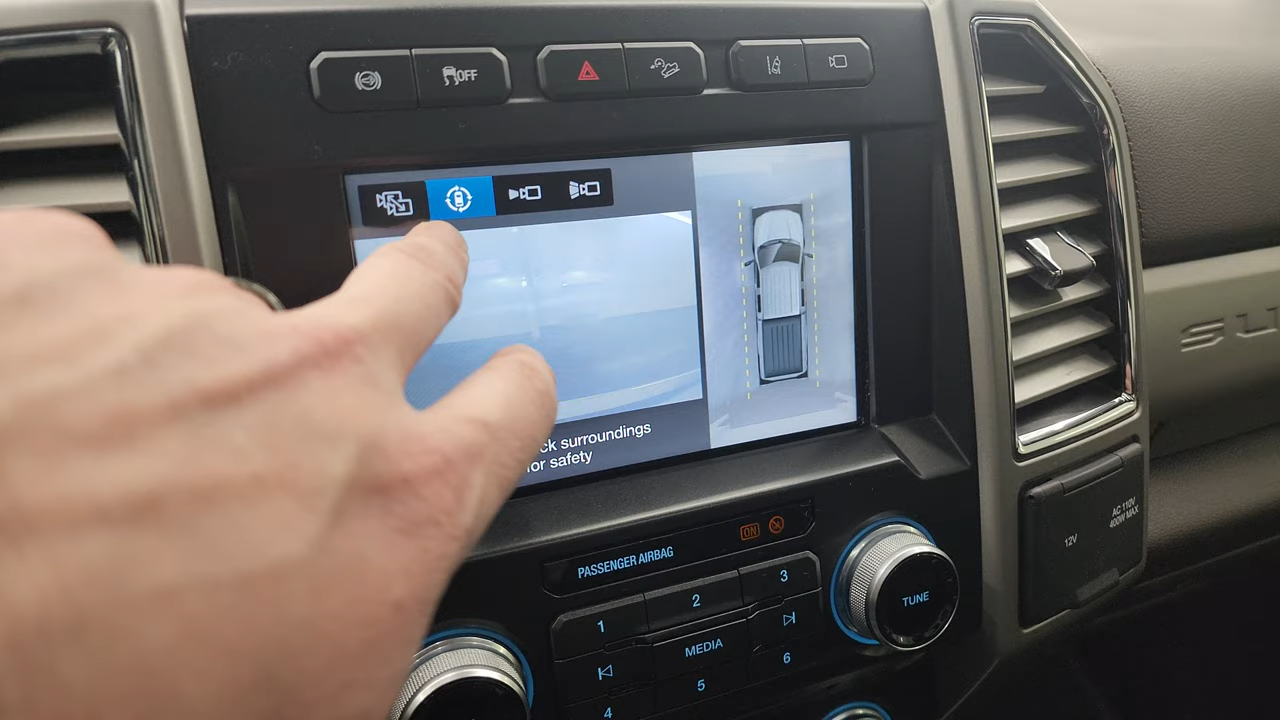 OFF
ck surroundings
for safety
PASSENGER AIRBAG
ON
1
2
3
MEDIA
4
5
6
TUNE
12V
AC 110V
400W MAX
SU